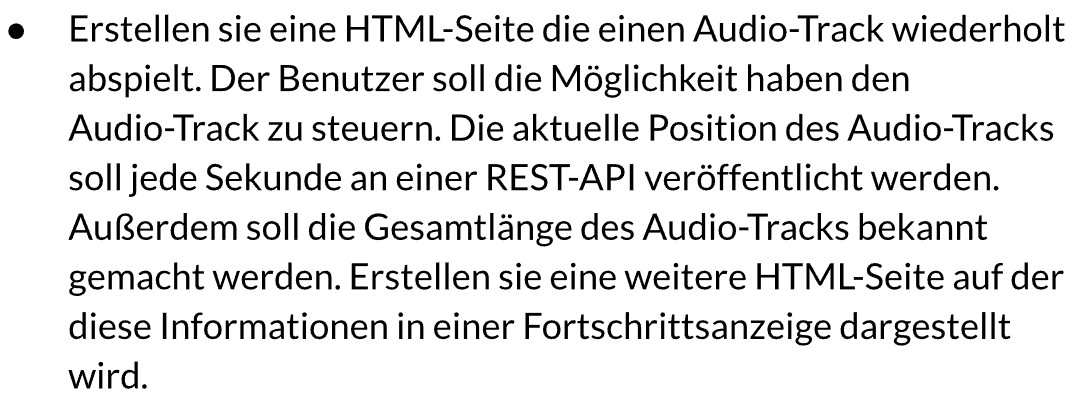 ● Erstellen sie eine HTML-Seite die einen Audio-Track wiederholt
abspielt. Der Benutzer soll die Möglichkeit haben den
Audio-Track zu steuern. Die aktuelle Position des Audio-Tracks
soll jede Sekunde an einer REST-API veröffentlicht werden.
Außerdem soll die Gesamtlänge des Audio-Tracks bekannt
gemacht werden. Erstellen sie eine weitere HTML-Seite auf der
diese Informationen in einer Fortschrittsanzeige dargestellt
wird.